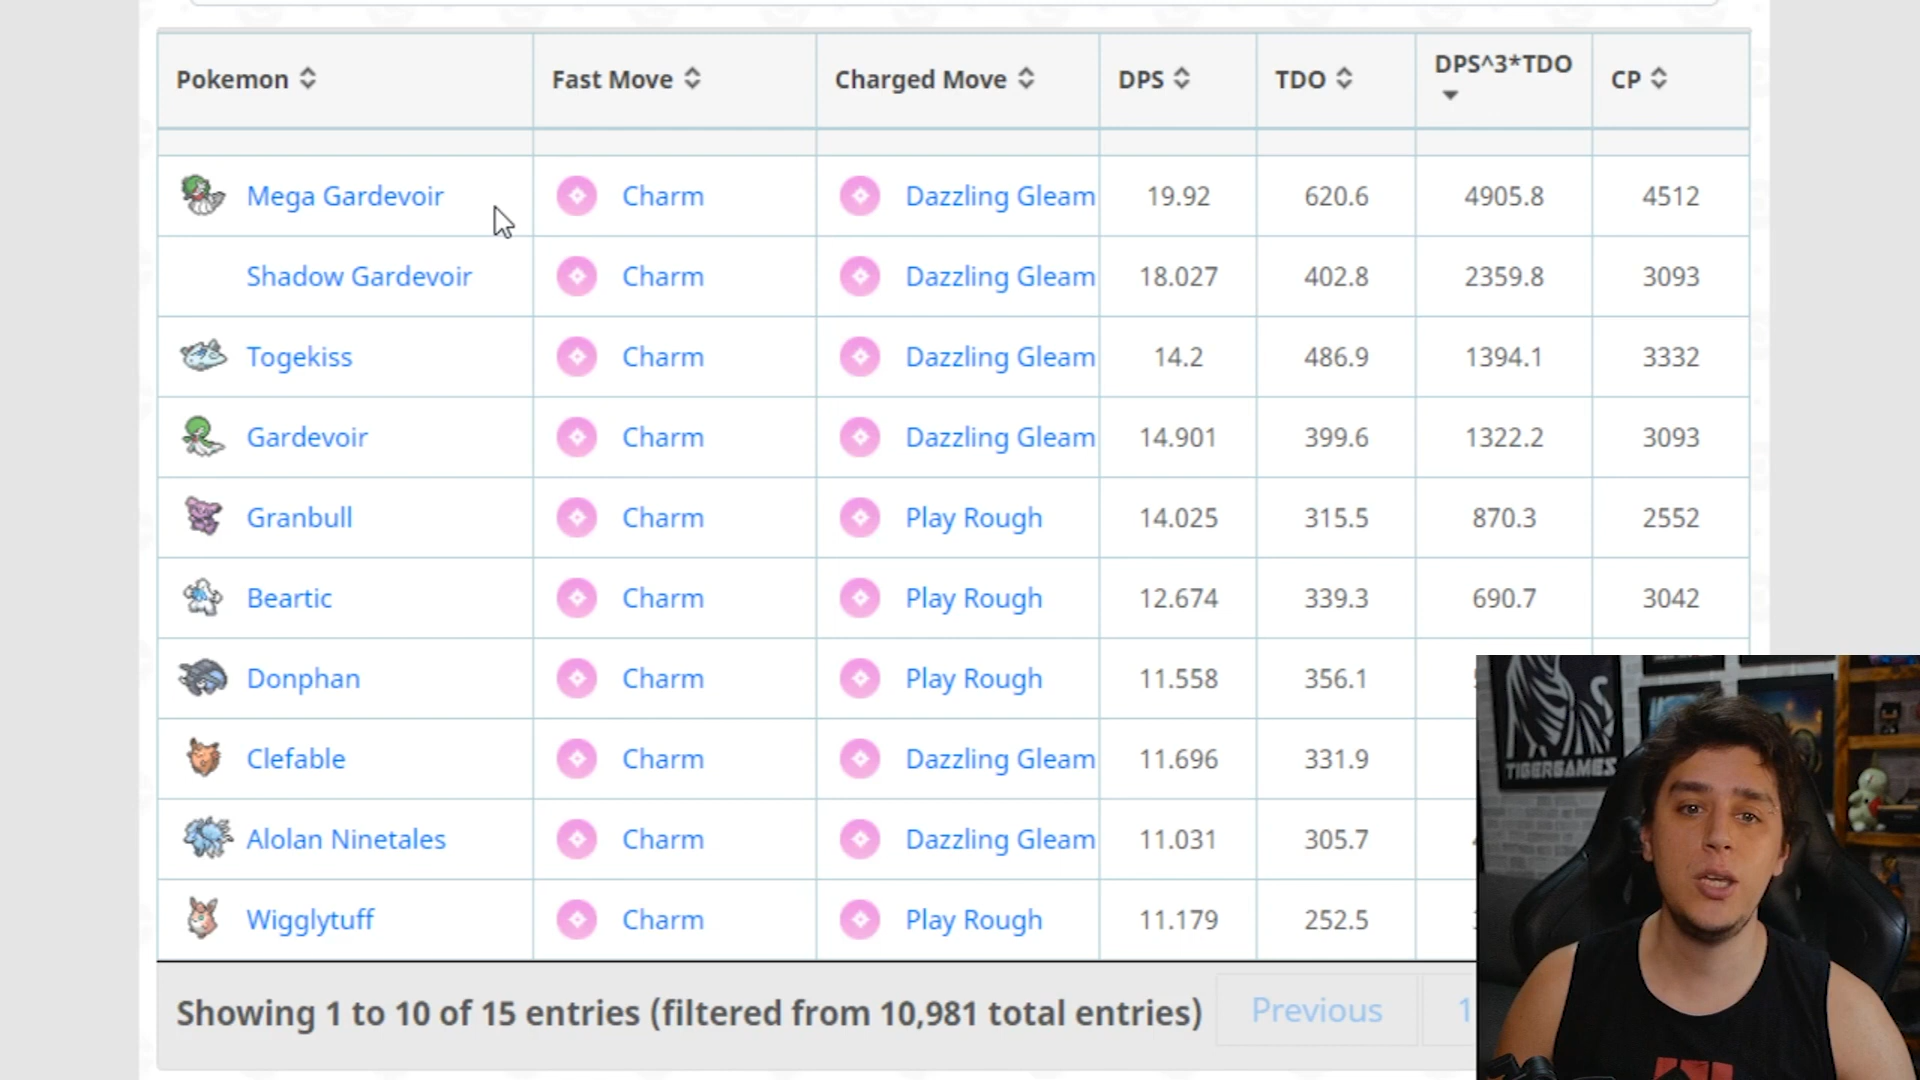 Pokemon Fast Move Charged Move DPS TDO DPS^3*TDO CP
Mega Gardevoir Charm Dazzling Gleam 19.92 620.6 4905.8 4512
Shadow Gardevoir Charm Dazzling Gleam 18.027 402.8 2359.8 3093
Togekiss Charm Dazzling Gleam 14.2 486.9 1394.1 3332
Gardevoir Charm Dazzling Gleam 14.901 399.6 1322.2 3093
Granbull Charm Play Rough 14.025 315.5 870.3 2552
Beartic Charm Play Rough 12.674 339.3 690.7 3042
Donphan Charm Play Rough 11.558 356.1
Clefable Charm Dazzling Gleam 11.696 331.9
Alolan Ninetales Charm Dazzling Gleam 11.031 305.7
Wigglytuff Charm Play Rough 11.179 252.5
Showing 1 to 10 of 15 entries (filtered from 10,981 total entries) Previous 1
TIGERGAMES